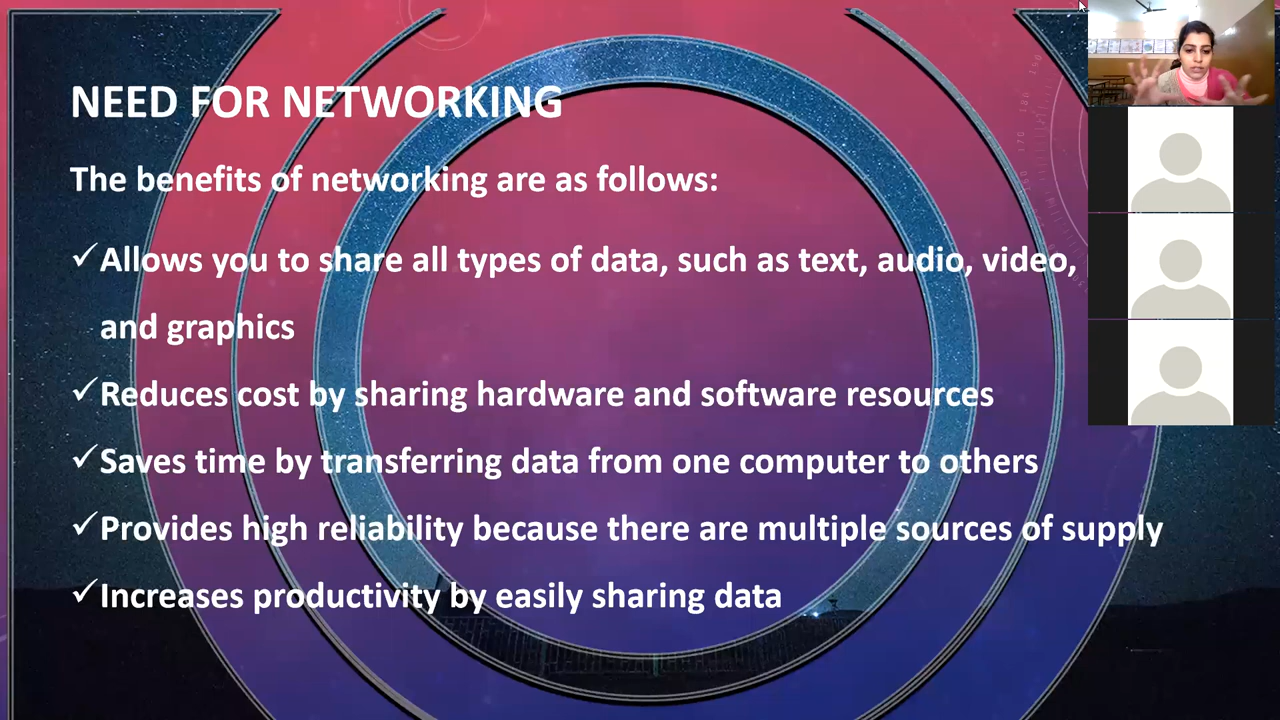 NEED FOR NETWORKING
The benefits of networking are as follows:
✓Allows you to share all types of data, such as text, audio, video,
and graphics
✓Reduces cost by sharing hardware and software resources
✓Saves time by transferring data from one computer to others
✓Provides high reliability because there are multiple sources of supply
✓Increases productivity by easily sharing data